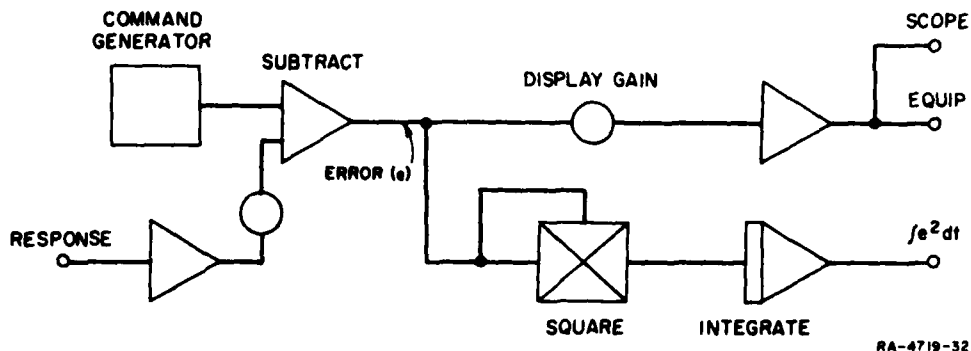 COMMAND
GENERATOR
SUBTRACT
DISPLAY GAIN
SCOPE
EQUIP
ERROR (e)
RESPONSE
∫e²dt
SQUARE
INTEGRATE
RA-4719-32